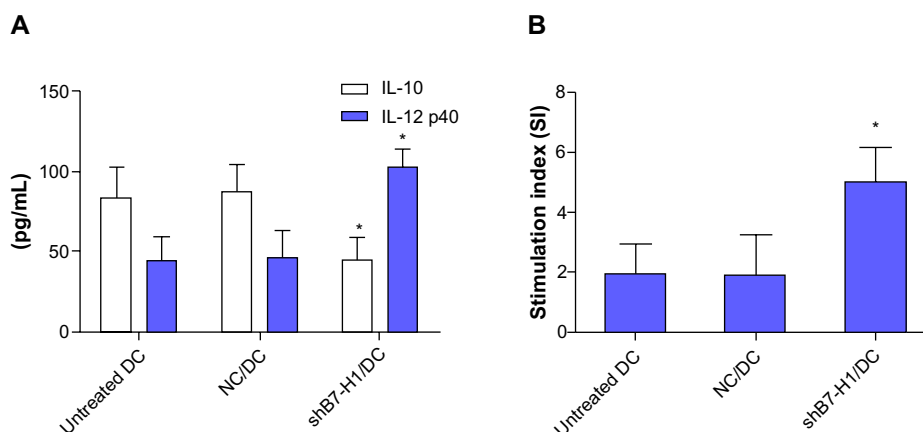 A
150
100
50
0
(pg/mL)
IL-10
IL-12 p40
*
*
Untreated DC
NC/DC
shB7-H1/DC
B
8
6
4
2
0
Stimulation index (SI)
*
Untreated DC
NC/DC
shB7-H1/DC